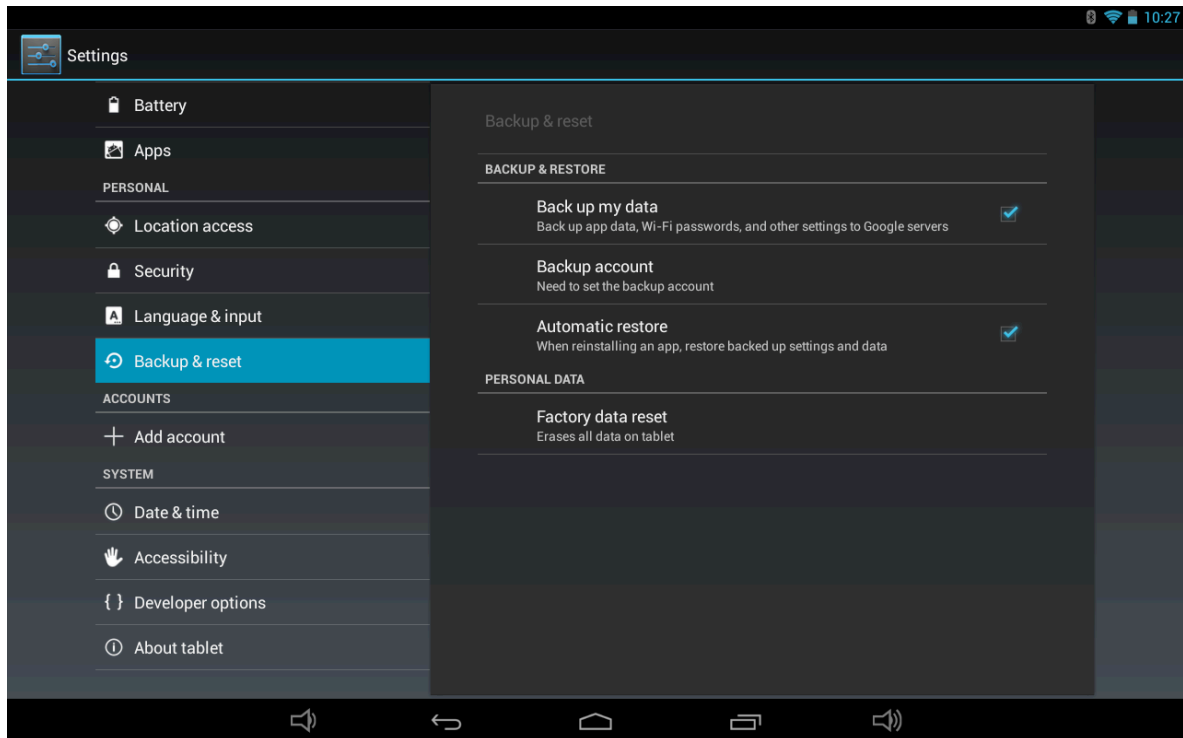 10:27
Settings
Battery
Apps
PERSONAL
Location access
Security
Language & input
Backup & reset
ACCOUNTS
Add account
SYSTEM
Date & time
Accessibility
{ } Developer options
About tablet
Backup & reset
BACKUP & RESTORE
Back up my data
Back up app data, Wi-Fi passwords, and other settings to Google servers
Backup account
Need to set the backup account
Automatic restore
When reinstalling an app, restore backed up settings and data
PERSONAL DATA
Factory data reset
Erases all data on tablet